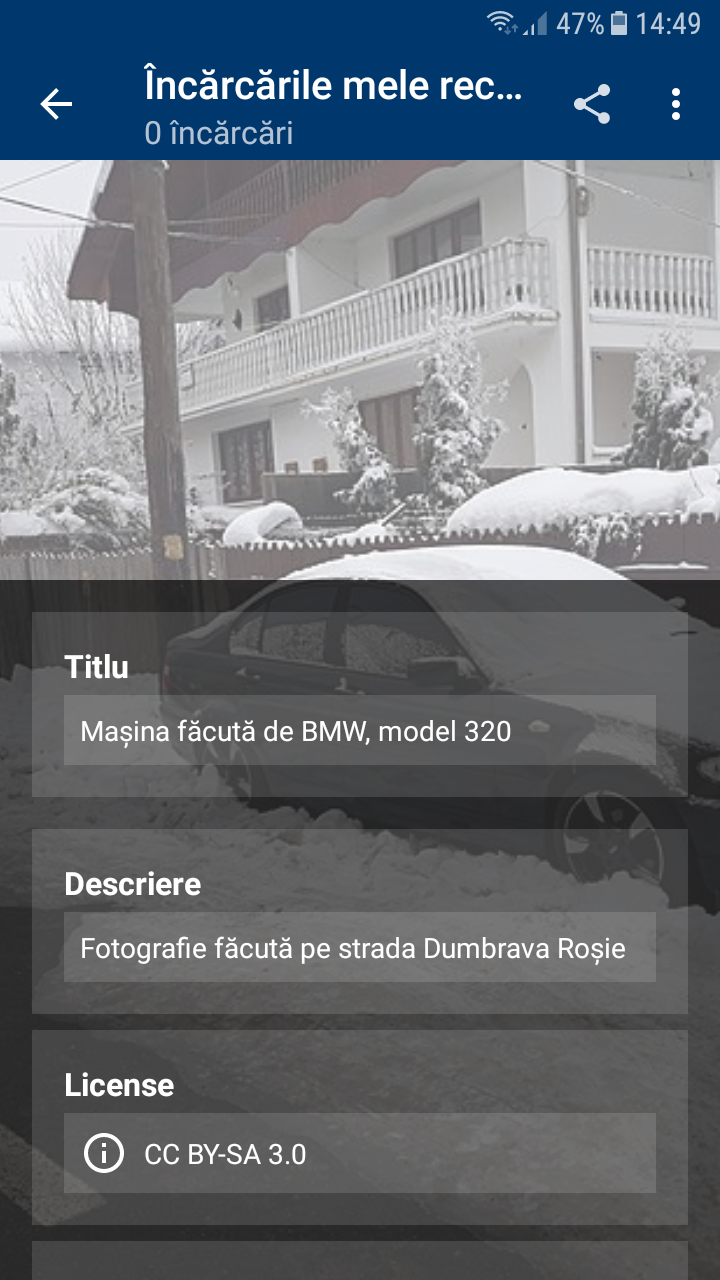 47% 14:49
Încărcările mele rec...
0 încărcări
Titlu
Mașina făcută de BMW, model 320
Descriere
Fotografie făcută pe strada Dumbrava Roșie
License
CC BY-SA 3.0